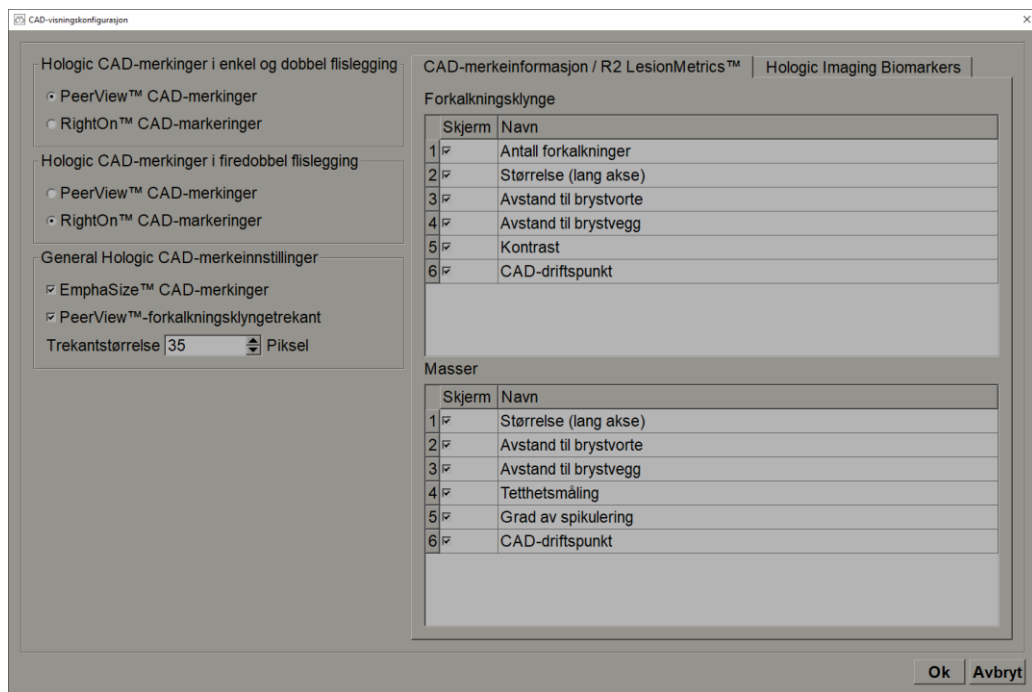 CAD-visningskonfigurasjon
Hologic CAD-merkinger i enkel og dobbel flislegging
PeerView™ CAD-merkinger
RightOn™ CAD-markeringer
Hologic CAD-merkinger i firedobbel flislegging
PeerView™ CAD-merkinger
RightOn™ CAD-markeringer
General Hologic CAD-merkeinnstillinger
EmphaSize™ CAD-merkinger
PeerView™-forkalkningsklyngetrekant
Trekantstørrelse 35 Piksel
CAD-merkeinformasjon / R2 LesionMetrics™ Hologic Imaging Biomarkers
Forkalkningsklynge
Skjerm Navn
1 Antall forkalkninger
2 Størrelse (lang akse)
3 Avstand til brystvorte
4 Avstand til brystvegg
5 Kontrast
6 CAD-driftspunkt
Masser
Skjerm Navn
1 Størrelse (lang akse)
2 Avstand til brystvorte
3 Avstand til brystvegg
4 Tetthetsmåling
5 Grad av spikulering
6 CAD-driftspunkt
Ok Avbryt